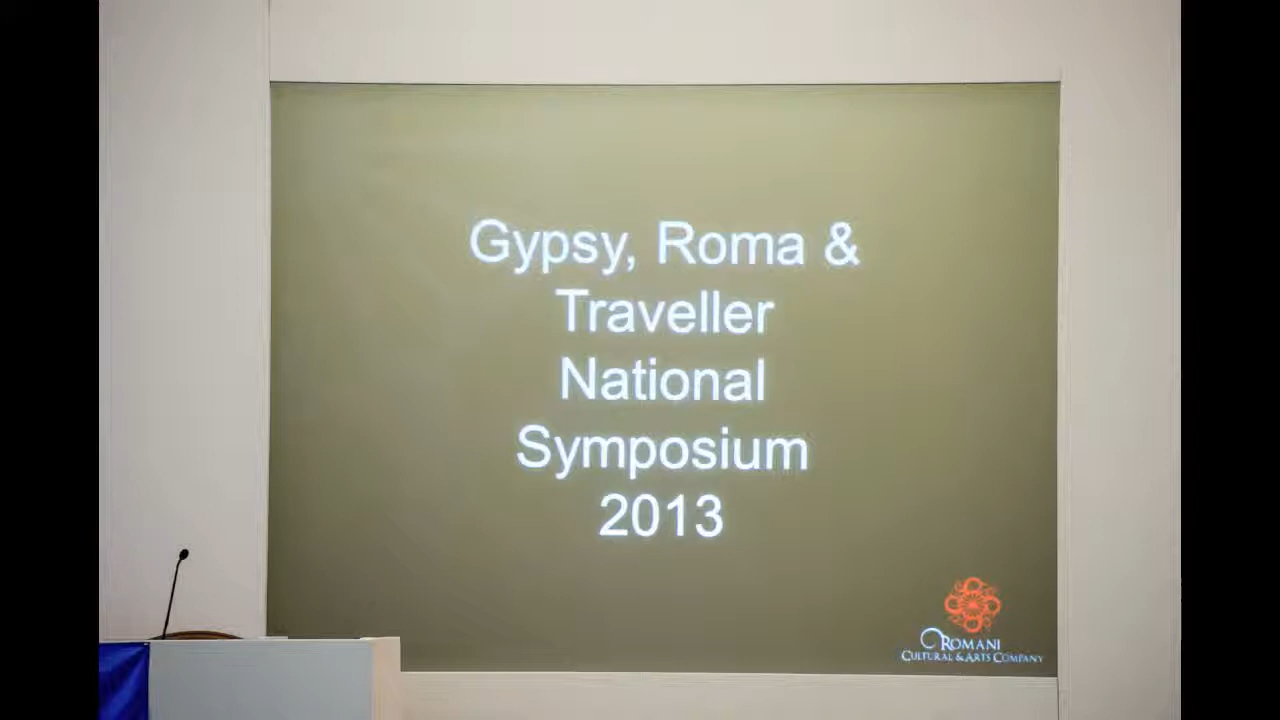 Gypsy, Roma &
Traveller
National
Symposium
2013
ROMANI
CULTURAL & ARTS COMPANY